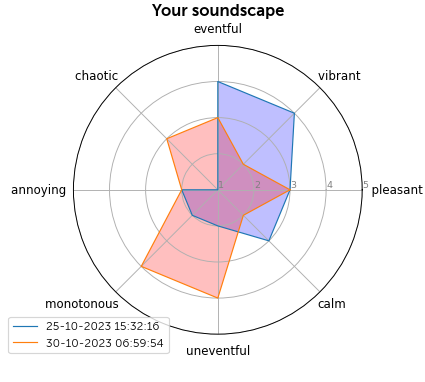 Your soundscape
eventful
chaotic
vibrant
annoying
1 2 3 4 5
pleasant
monotonous
calm
uneventful
25-10-2023 15:32:16
30-10-2023 06:59:54